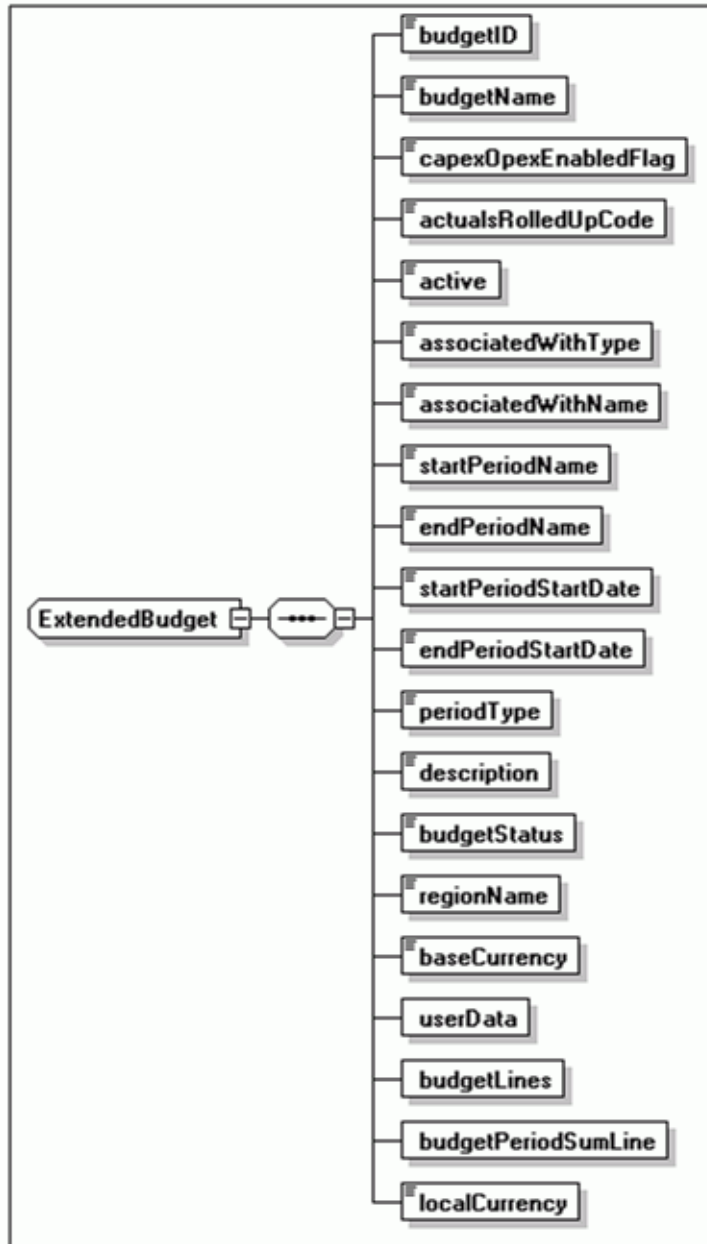 budgetID
budgetName
capexOpexEnabledFlag
actualsRolledUpCode
active
associatedWithType
associatedWithName
startPeriodName
endPeriodName
startPeriodStartDate
ExtendedBudget
endPeriodStartDate
periodType
description
budgetStatus
regionName
baseCurrency
userData
budgetLines
budgetPeriodSumLine
localCurrency